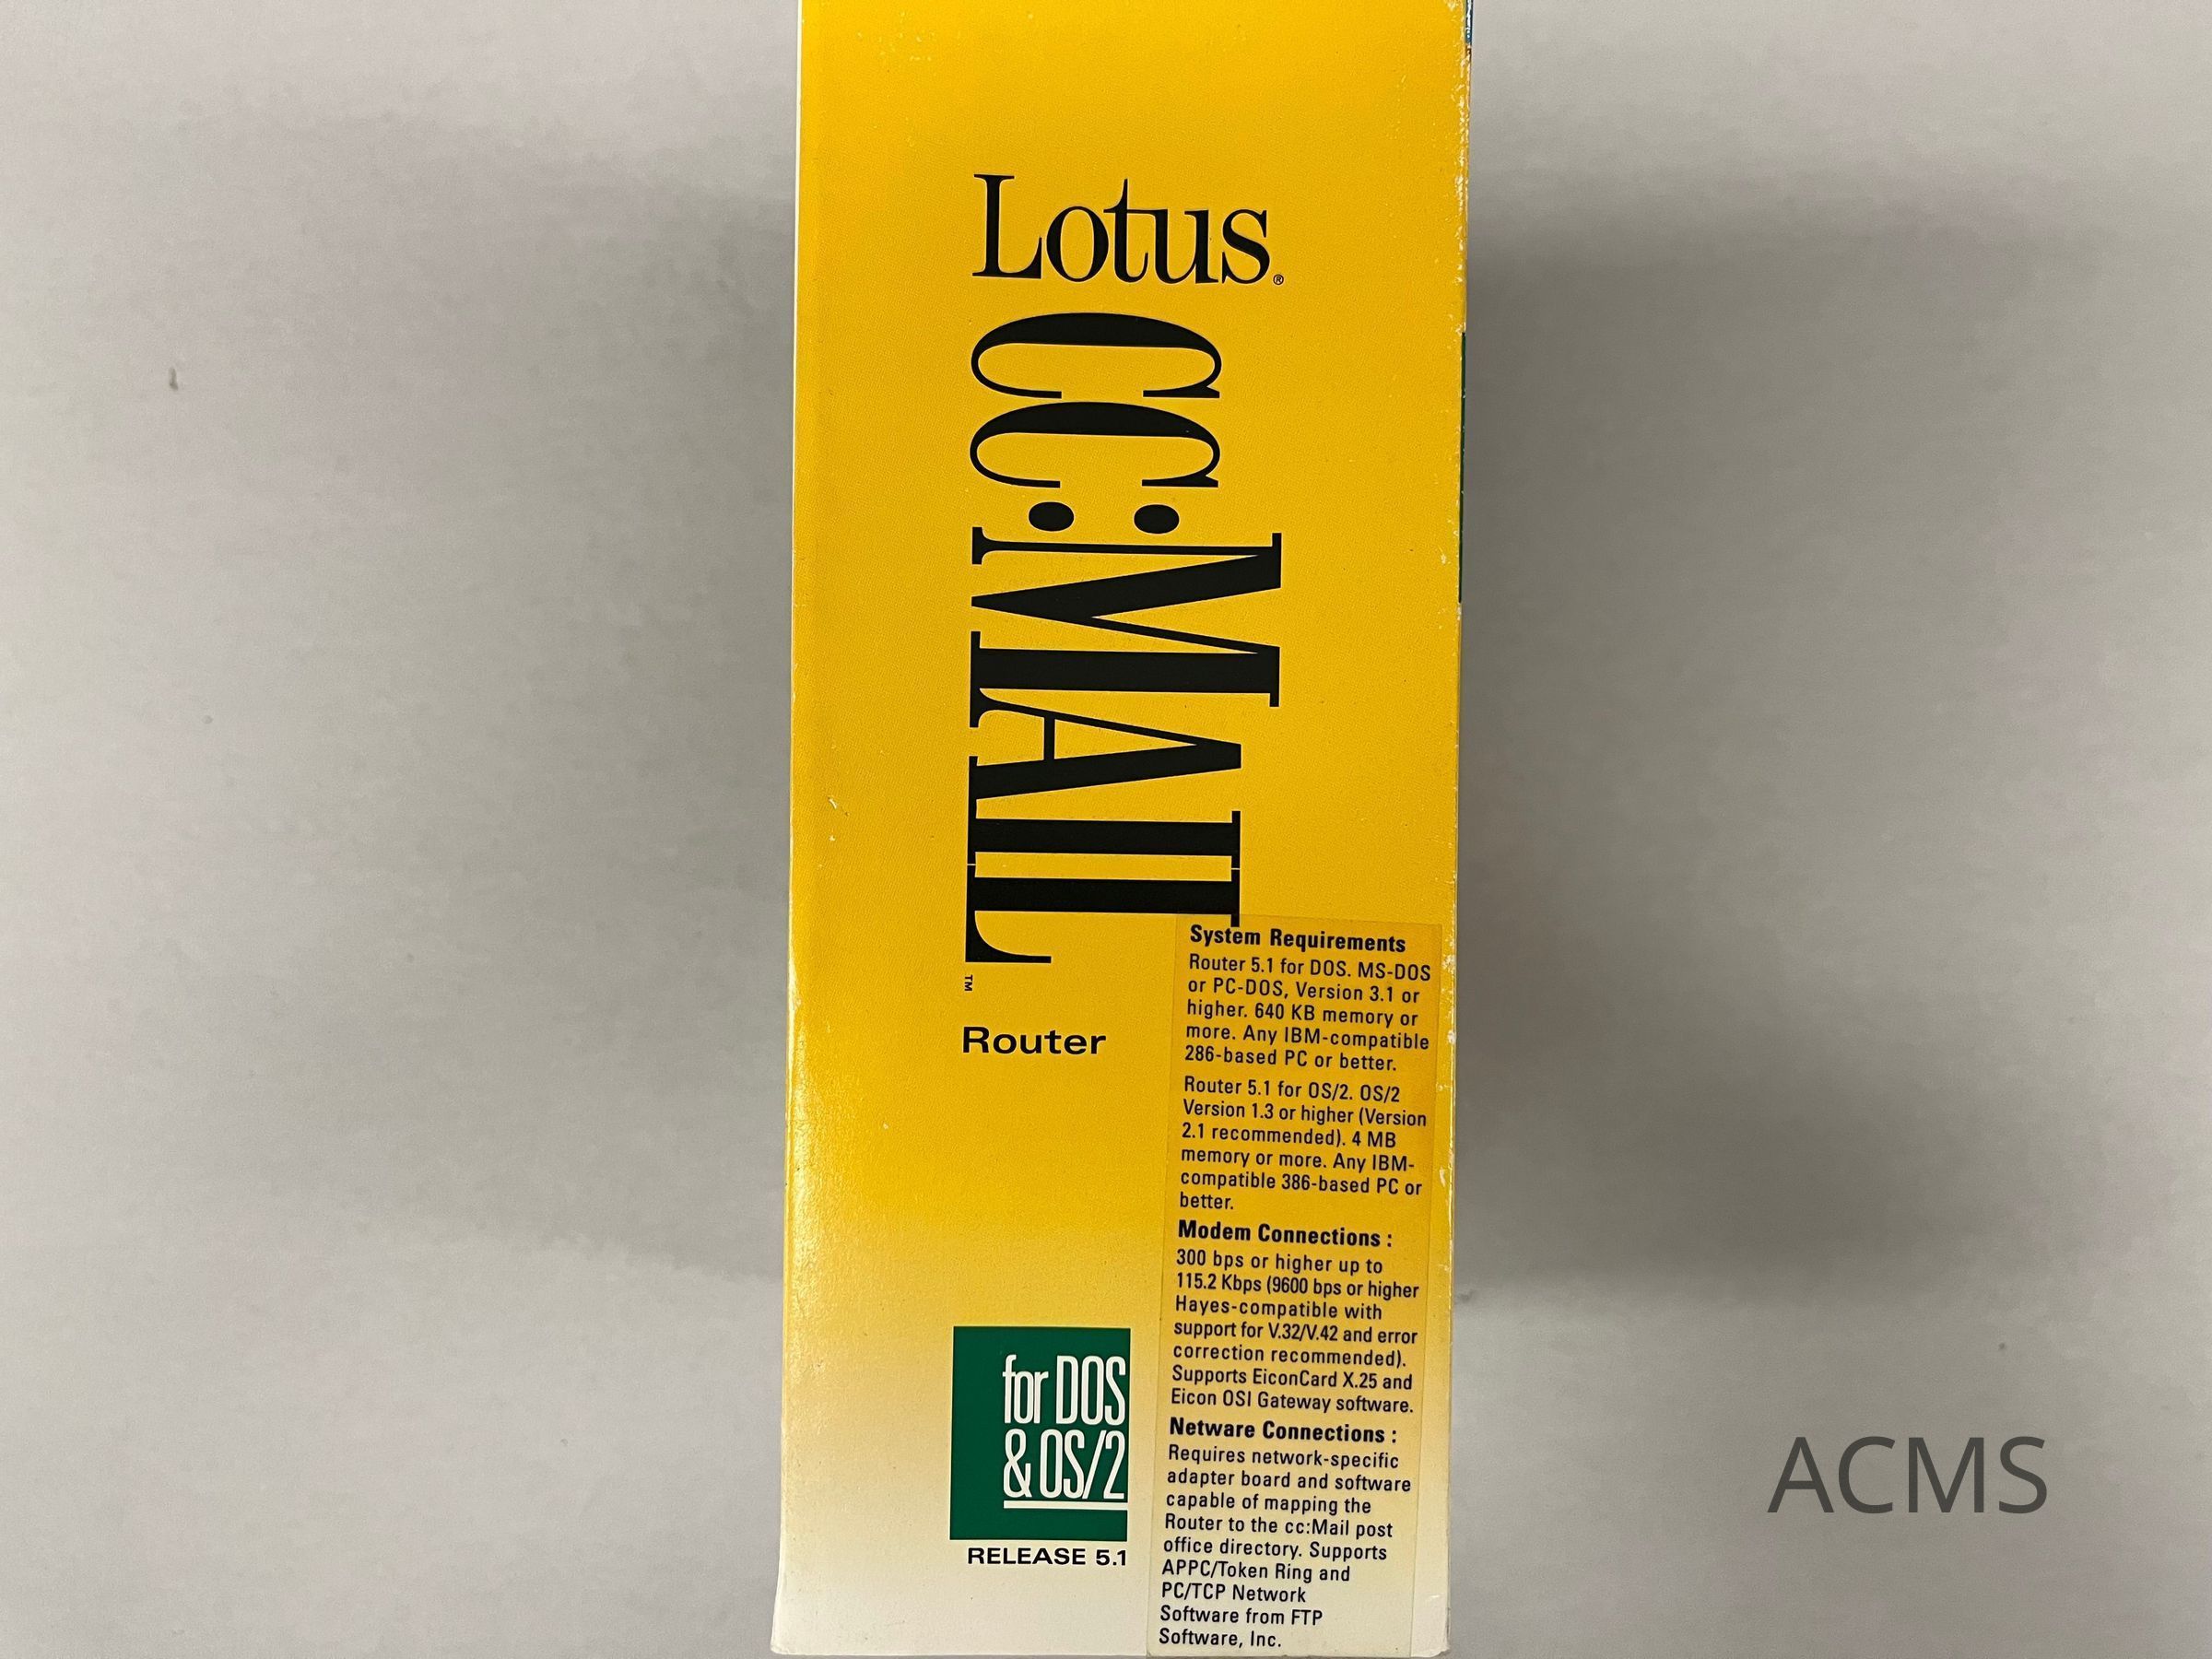 Lotus®
CC:MAIL™
Router
for DOS
& OS/2
RELEASE 5.1
System Requirements
Router 5.1 for DOS. MS-DOS
or PC-DOS, Version 3.1 or
higher. 640 KB memory or
more. Any IBM-compatible
286-based PC or better.
Router 5.1 for OS/2. OS/2
Version 1.3 or higher (Version
2.1 recommended). 4 MB
memory or more. Any IBM-
compatible 386-based PC or
better.
Modem Connections :
300 bps or higher up to
115.2 Kbps (9600 bps or higher
Hayes-compatible with
support for V.32/V.42 and error
correction recommended).
Supports EiconCard X.25 and
Eicon OSI Gateway software.
Netware Connections :
Requires network-specific
adapter board and software
capable of mapping the
Router to the cc:Mail post
office directory. Supports
APPC/Token Ring and
PC/TCP Network
Software from FTP
Software, Inc.
ACMS